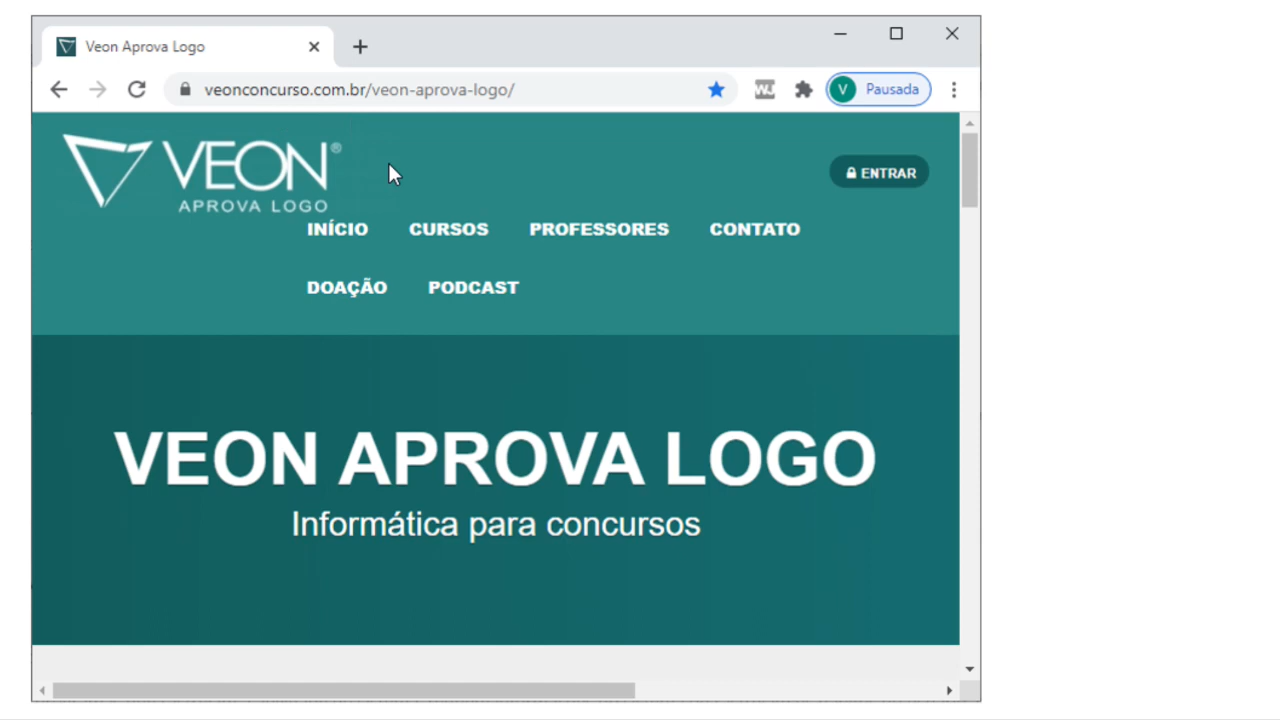 Veon Aprova Logo
veonconcurso.com.br/veon-aprova-logo/
V Pausada
VEON®
APROVA LOGO
ENTRAR
INÍCIO CURSOS PROFESSORES CONTATO
DOAÇÃO PODCAST
VEON APROVA LOGO
Informática para concursos